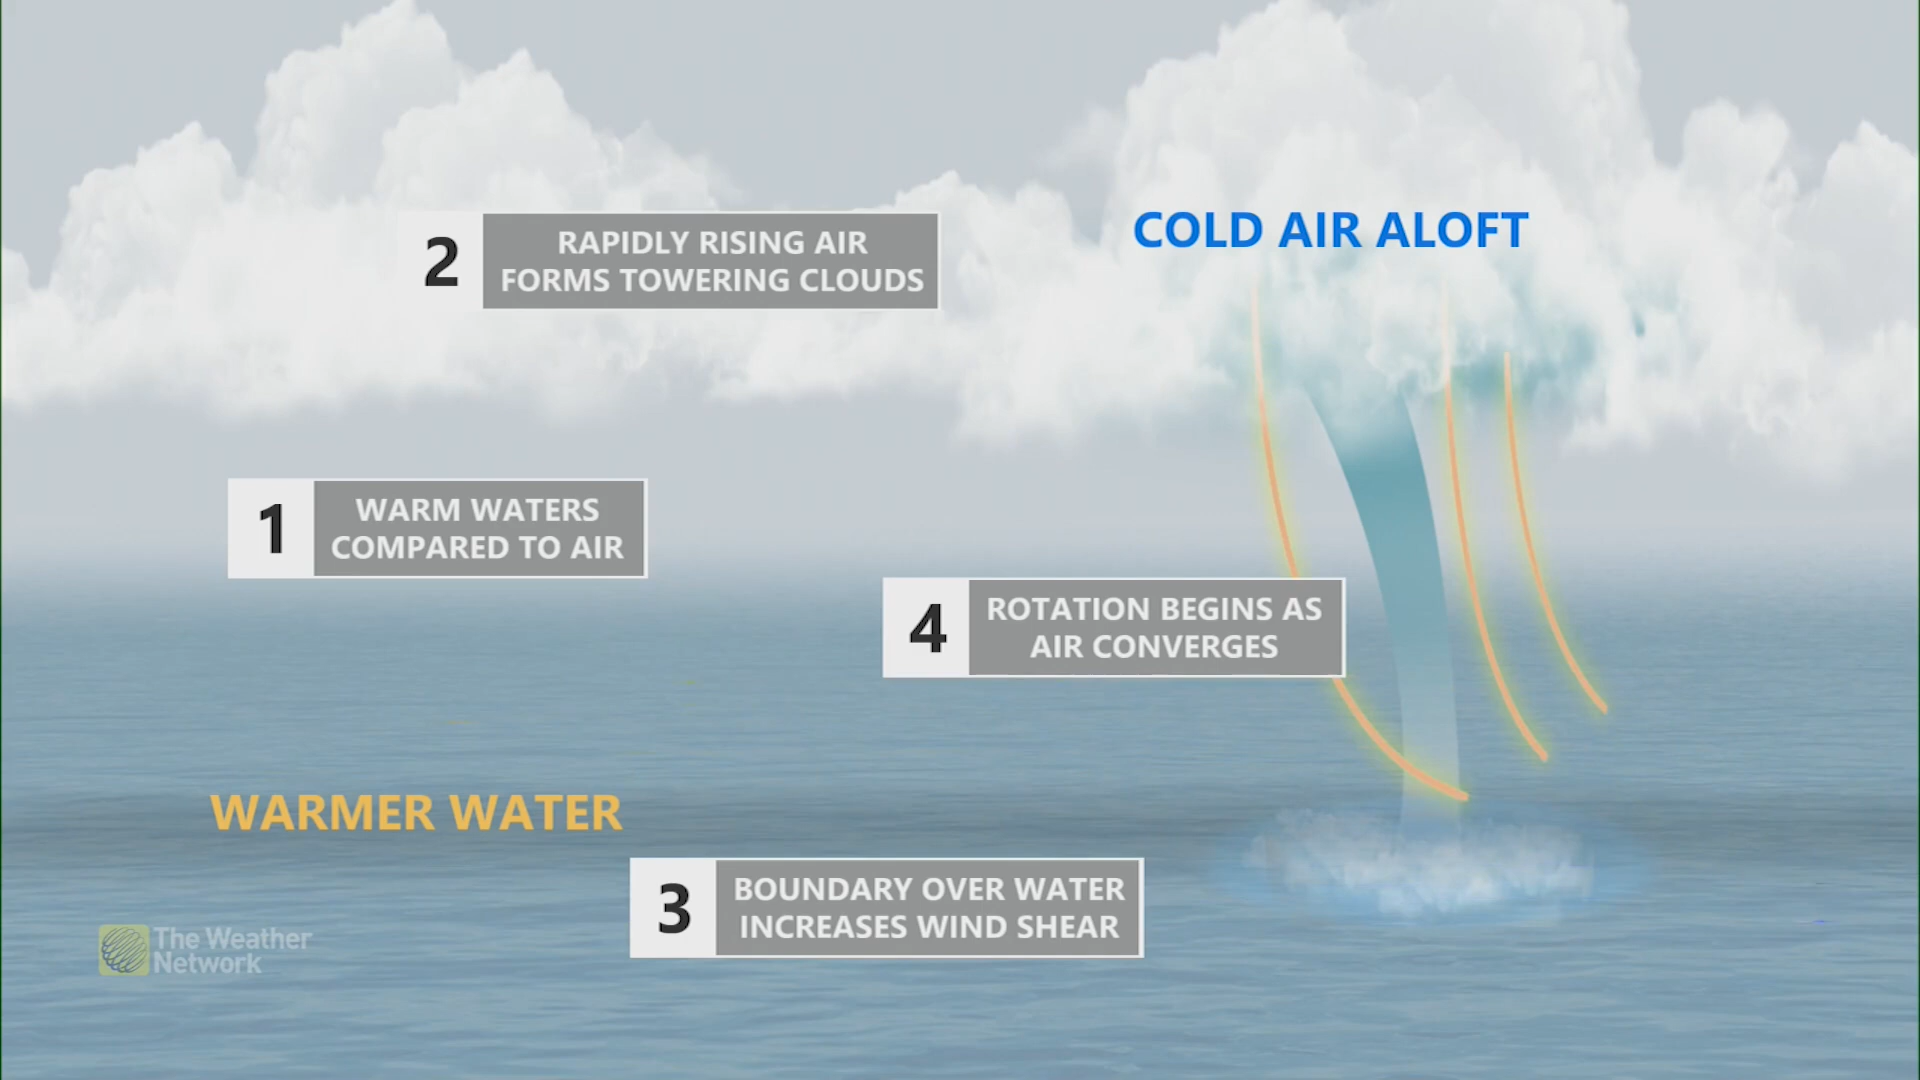 COLD AIR ALOFT
2
RAPIDLY RISING AIR
FORMS TOWERING CLOUDS
1
WARM WATERS
COMPARED TO AIR
4
ROTATION BEGINS AS
AIR CONVERGES
WARMER WATER
3
BOUNDARY OVER WATER
INCREASES WIND SHEAR
The Weather
Network